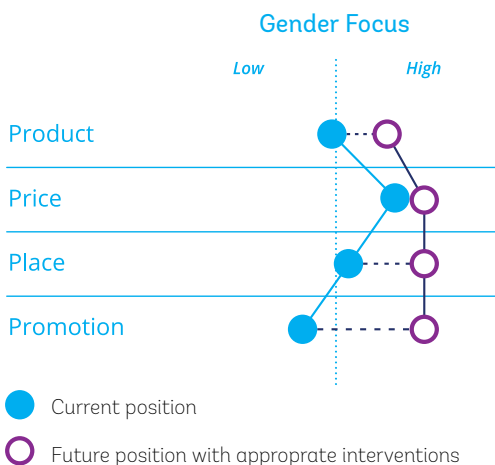 Gender Focus
Low High
Product
Price
Place
Promotion
Current position
Future position with approprate interventions